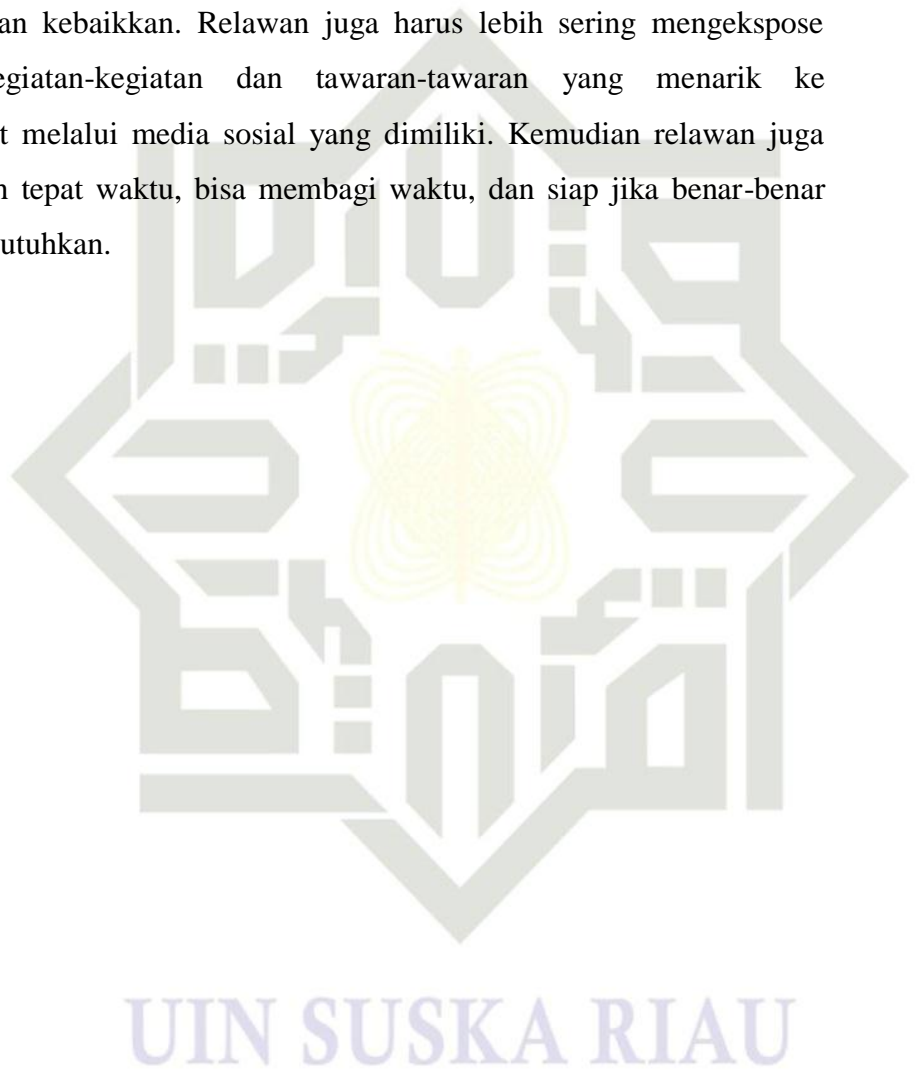 an kebaikkan. Relawan juga harus lebih sering mengekspose
egiatan-kegiatan dan tawaran-tawaran yang menarik ke
t melalui media sosial yang dimiliki. Kemudian relawan juga
n tepat waktu, bisa membagi waktu, dan siap jika benar-benar
utuhkan.
UIN SUSKA RIAU